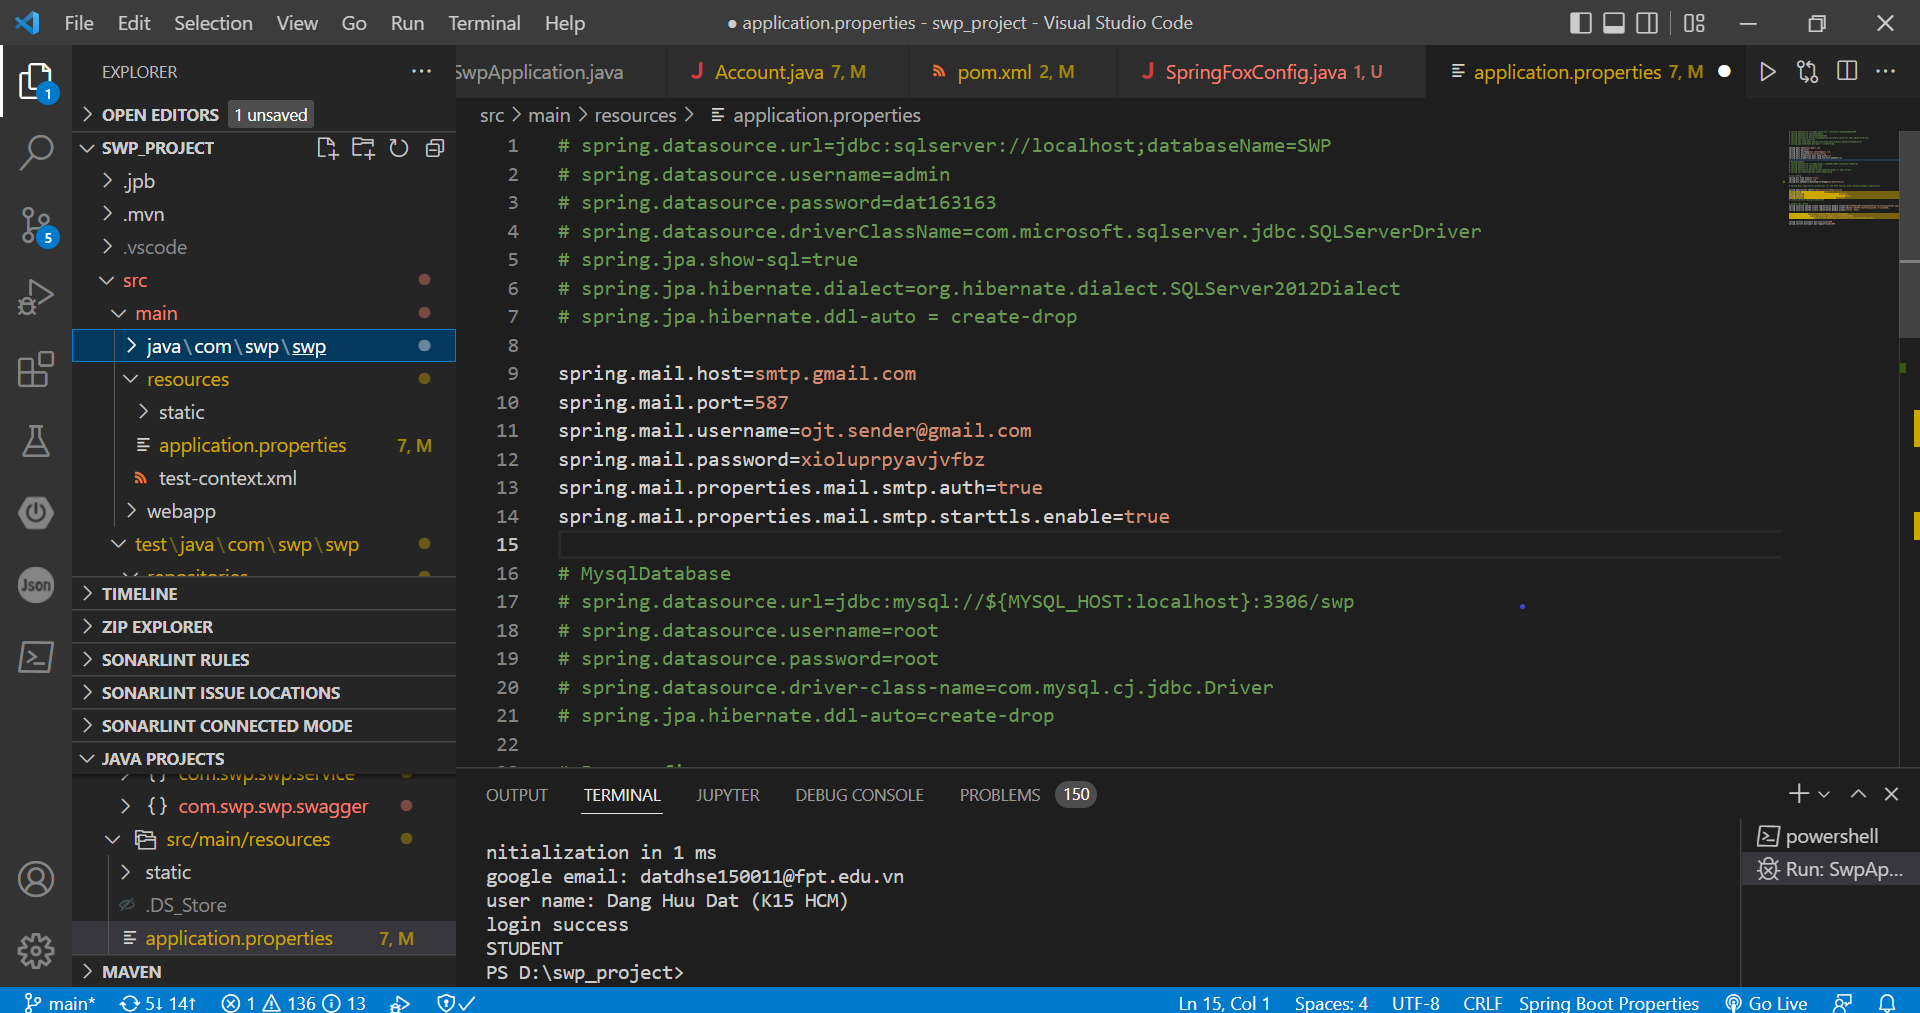 File Edit Selection View Go Run Terminal Help
● application.properties - swp_project - Visual Studio Code
EXPLORER
SwpApplication.java
Account.java 7, M
pom.xml 2, M
SpringFoxConfig.java 1, U
application.properties 7, M
1
OPEN EDITORS 1 unsaved
src > main > resources > application.properties
SWP_PROJECT
.jpb
.mvn
5
.vscode
src
main
java\com\swp\swp
resources
static
application.properties 7, M
test-context.xml
webapp
test\java\com\swp\swp
repositories
Json
TIMELINE
ZIP EXPLORER
SONARLINT RULES
SONARLINT ISSUE LOCATIONS
SONARLINT CONNECTED MODE
JAVA PROJECTS
{} com.swp.swp.service
{} com.swp.swp.swagger
src/main/resources
static
.DS_Store
application.properties 7, M
MAVEN
1 # spring.datasource.url=jdbc:sqlserver://localhost;databaseName=SWP
2 # spring.datasource.username=admin
3 # spring.datasource.password=dat163163
4 # spring.datasource.driverClassName=com.microsoft.sqlserver.jdbc.SQLServerDriver
5 # spring.jpa.show-sql=true
6 # spring.jpa.hibernate.dialect=org.hibernate.dialect.SQLServer2012Dialect
7 # spring.jpa.hibernate.ddl-auto = create-drop
8
9 spring.mail.host=smtp.gmail.com
10 spring.mail.port=587
11 spring.mail.username=ojt.sender@gmail.com
12 spring.mail.password=xioluprpyavjvfbz
13 spring.mail.properties.mail.smtp.auth=true
14 spring.mail.properties.mail.smtp.starttls.enable=true
15
16 # MysqlDatabase
17 # spring.datasource.url=jdbc:mysql://${MYSQL_HOST:localhost}:3306/swp
18 # spring.datasource.username=root
19 # spring.datasource.password=root
20 # spring.datasource.driver-class-name=com.mysql.cj.jdbc.Driver
21 # spring.jpa.hibernate.ddl-auto=create-drop
22
OUTPUT TERMINAL JUPYTER DEBUG CONSOLE PROBLEMS 150
nitialization in 1 ms
google email: datdhse150011@fpt.edu.vn
user name: Dang Huu Dat (K15 HCM)
login success
STUDENT
PS D:\swp_project>
powershell
Run: SwpAp...
main* 5↓ 14↑ 1 136 13
Ln 15, Col 1 Spaces: 4 UTF-8 CRLF Spring Boot Properties Go Live